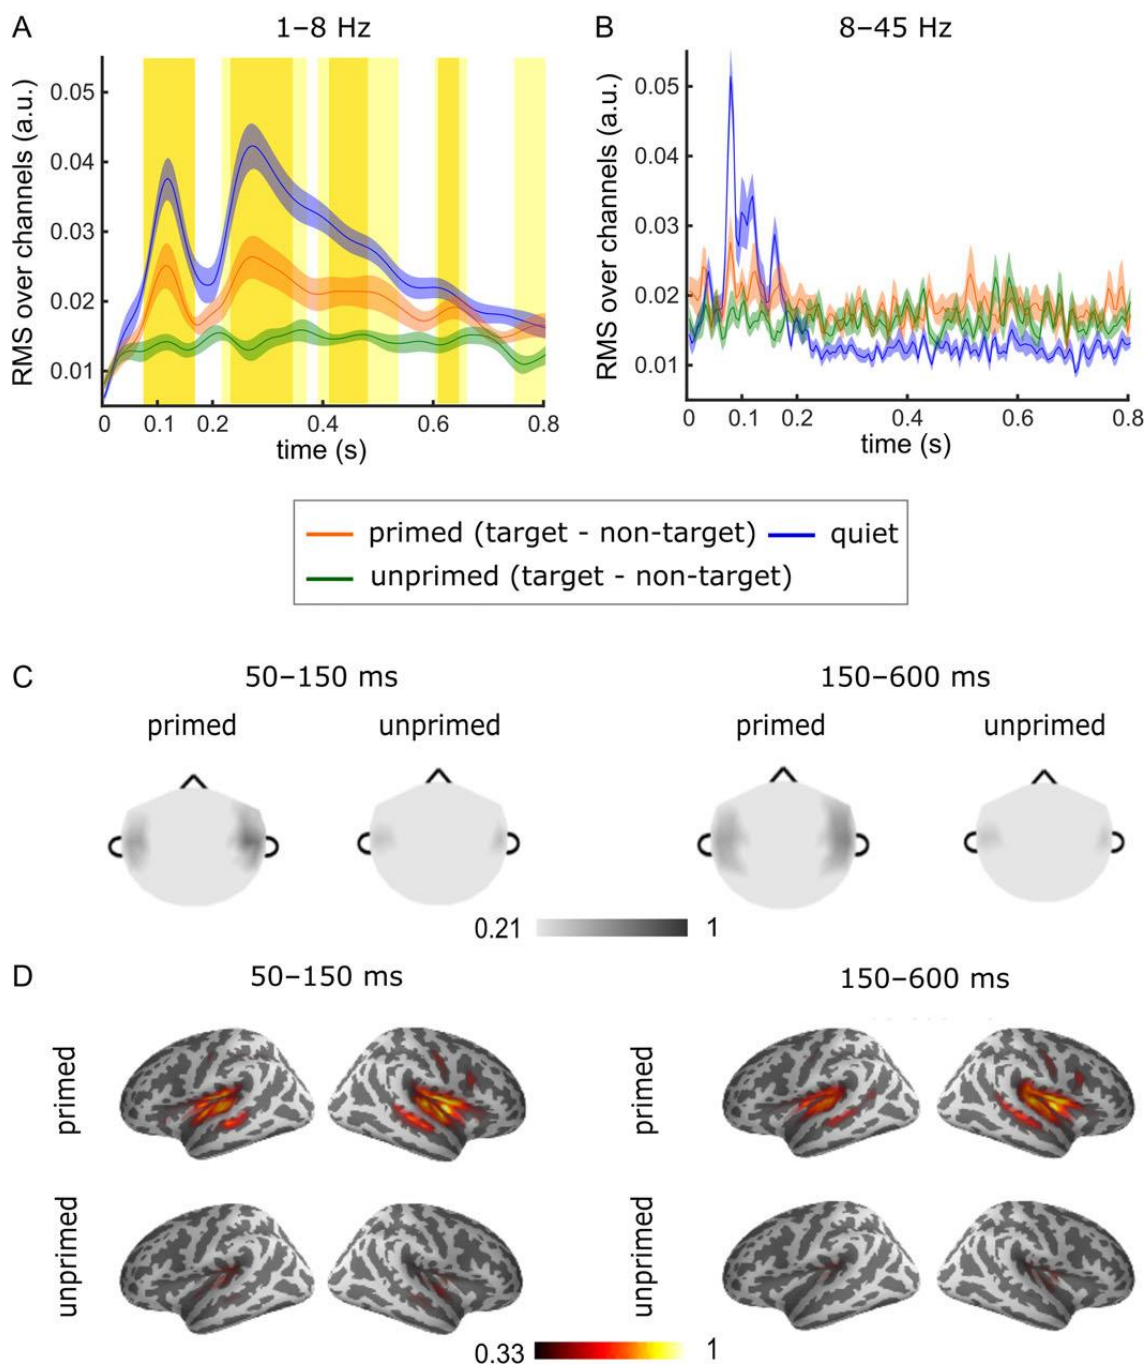 A
1–8 Hz
RMS over channels (a.u.)
0.05
0.04
0.03
0.02
0.01
0
0.1
0.2
0.4
0.6
0.8
time (s)
B
8–45 Hz
RMS over channels (a.u.)
0.05
0.04
0.03
0.02
0.01
0
0.1
0.2
0.4
0.6
0.8
time (s)
primed (target - non-target)
quiet
unprimed (target - non-target)
C
50–150 ms
150–600 ms
primed
unprimed
primed
unprimed
0.21
1
D
50–150 ms
150–600 ms
primed
primed
unprimed
unprimed
0.33
1